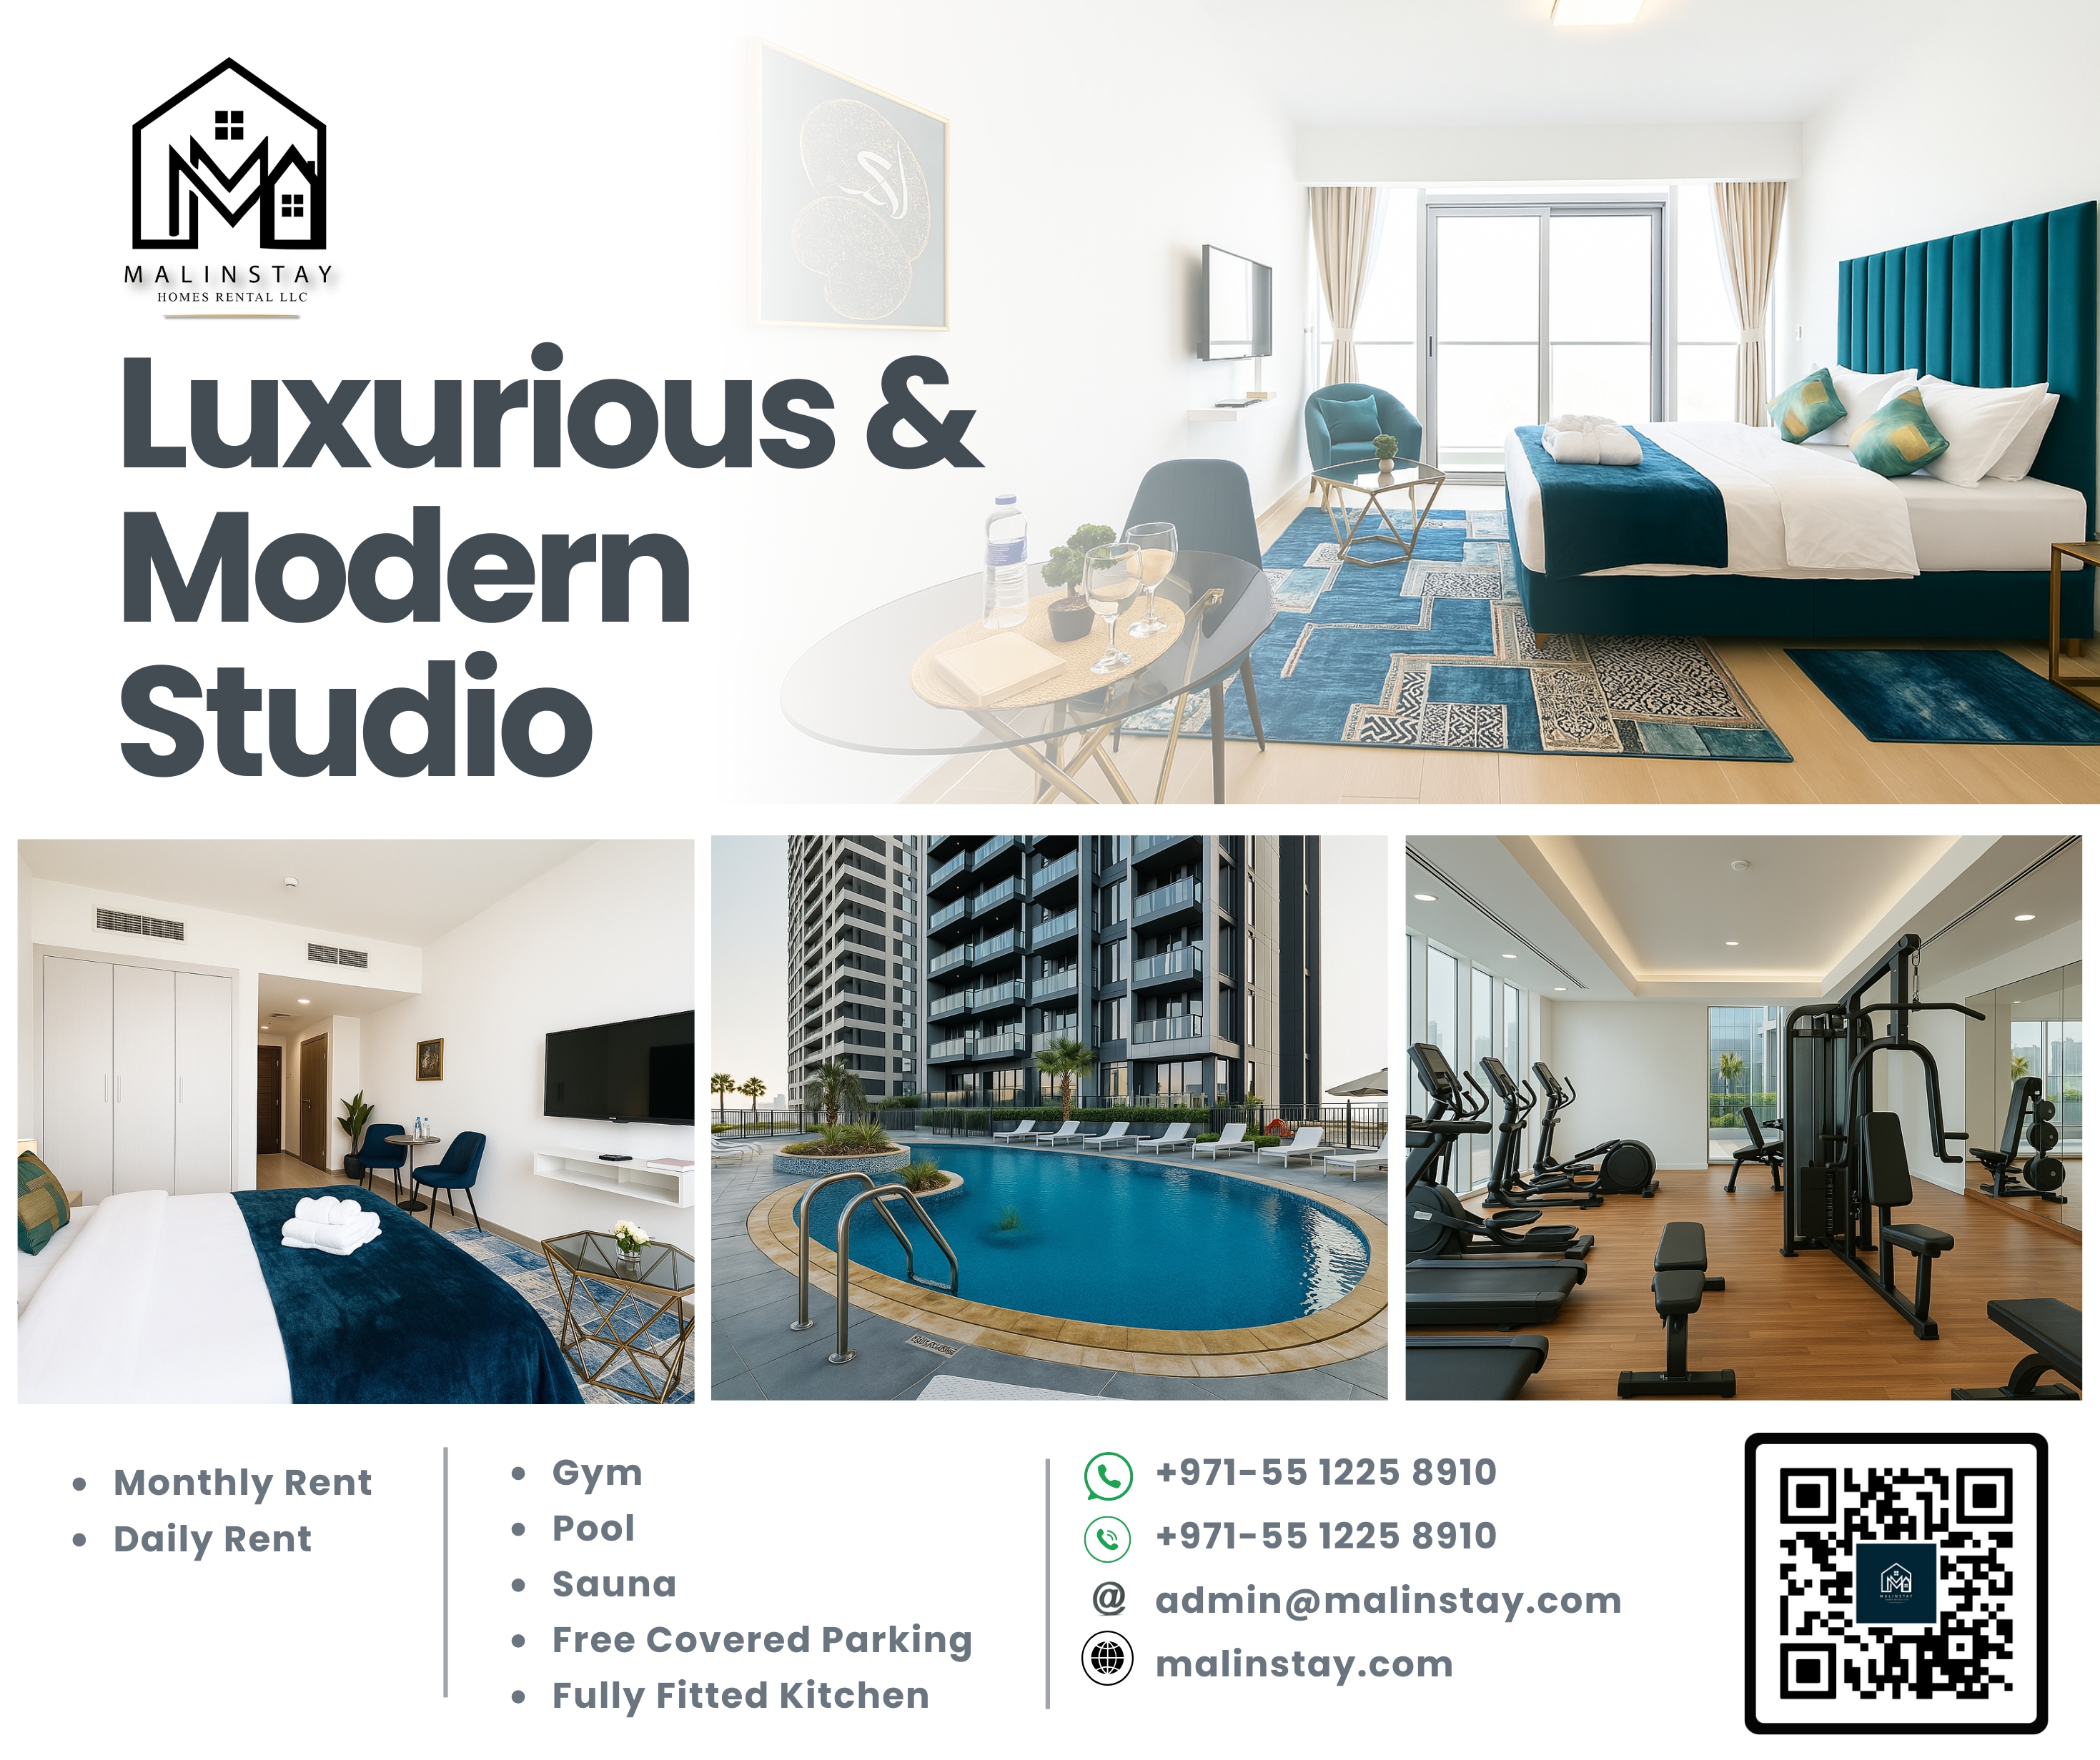 MALINSTAY
HOMES RENTAL LLC
Luxurious &
Modern
Studio
• Monthly Rent
• Daily Rent
• Gym
• Pool
• Sauna
• Free Covered Parking
• Fully Fitted Kitchen
+971-55 1225 8910
+971-55 1225 8910
@ admin@malinstay.com
malinstay.com
MALINSTAY